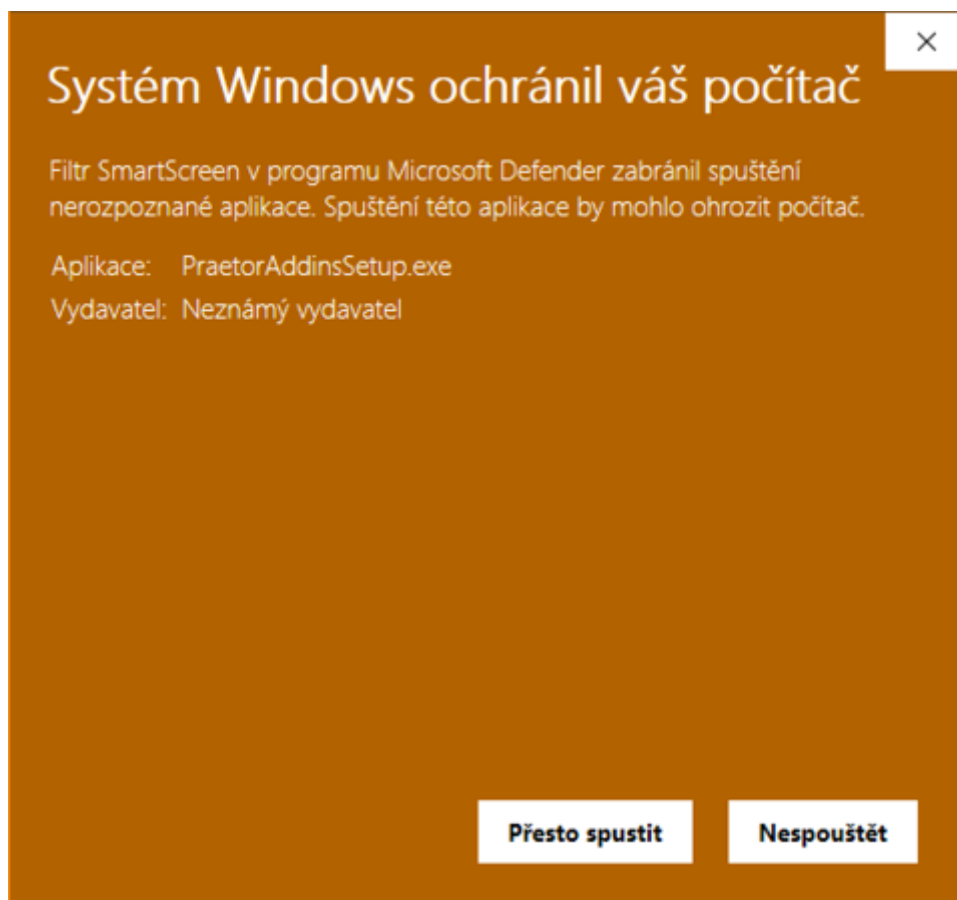 Systém Windows ochránil váš počítač
Filtr SmartScreen v programu Microsoft Defender zabránil spuštění
nerozpoznané aplikace. Spuštění této aplikace by mohlo ohrozit počítač.
Aplikace: PraetorAddinsSetup.exe
Vydavatel: Neznámý vydavatel
Přesto spustit
Nespouštět